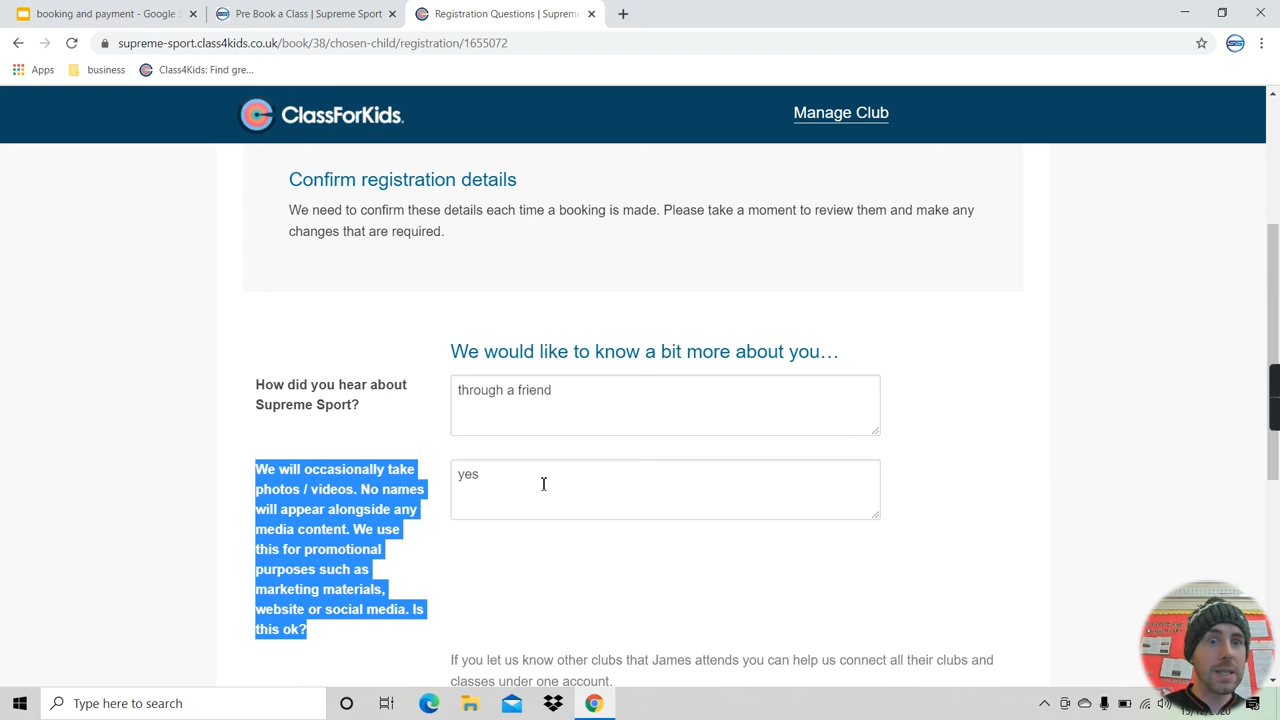 booking and payment - Google S
Pre Book a Class | Supreme Sport
Registration Questions | Supreme
supreme-sport.class4kids.co.uk/book/38/chosen-child/registration/1655072
Apps
business
Class4Kids: Find gre...
ClassForKids.
Manage Club
Confirm registration details
We need to confirm these details each time a booking is made. Please take a moment to review them and make any
changes that are required.
We would like to know a bit more about you…
How did you hear about
Supreme Sport?
through a friend
We will occasionally take
photos / videos. No names
will appear alongside any
media content. We use
this for promotional
purposes such as
marketing materials,
website or social media. Is
this ok?
yes
If you let us know other clubs that James attends you can help us connect all their clubs and
classes under one account.
Type here to search